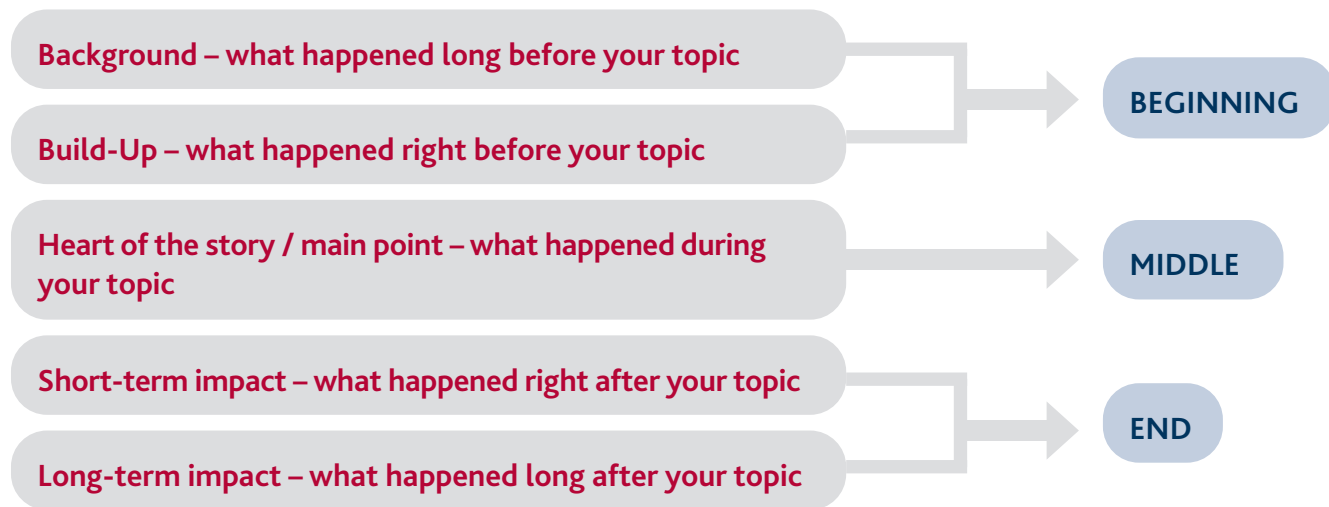 Background – what happened long before your topic
Build-Up – what happened right before your topic
BEGINNING
Heart of the story / main point – what happened during
your topic
MIDDLE
Short-term impact – what happened right after your topic
Long-term impact – what happened long after your topic
END